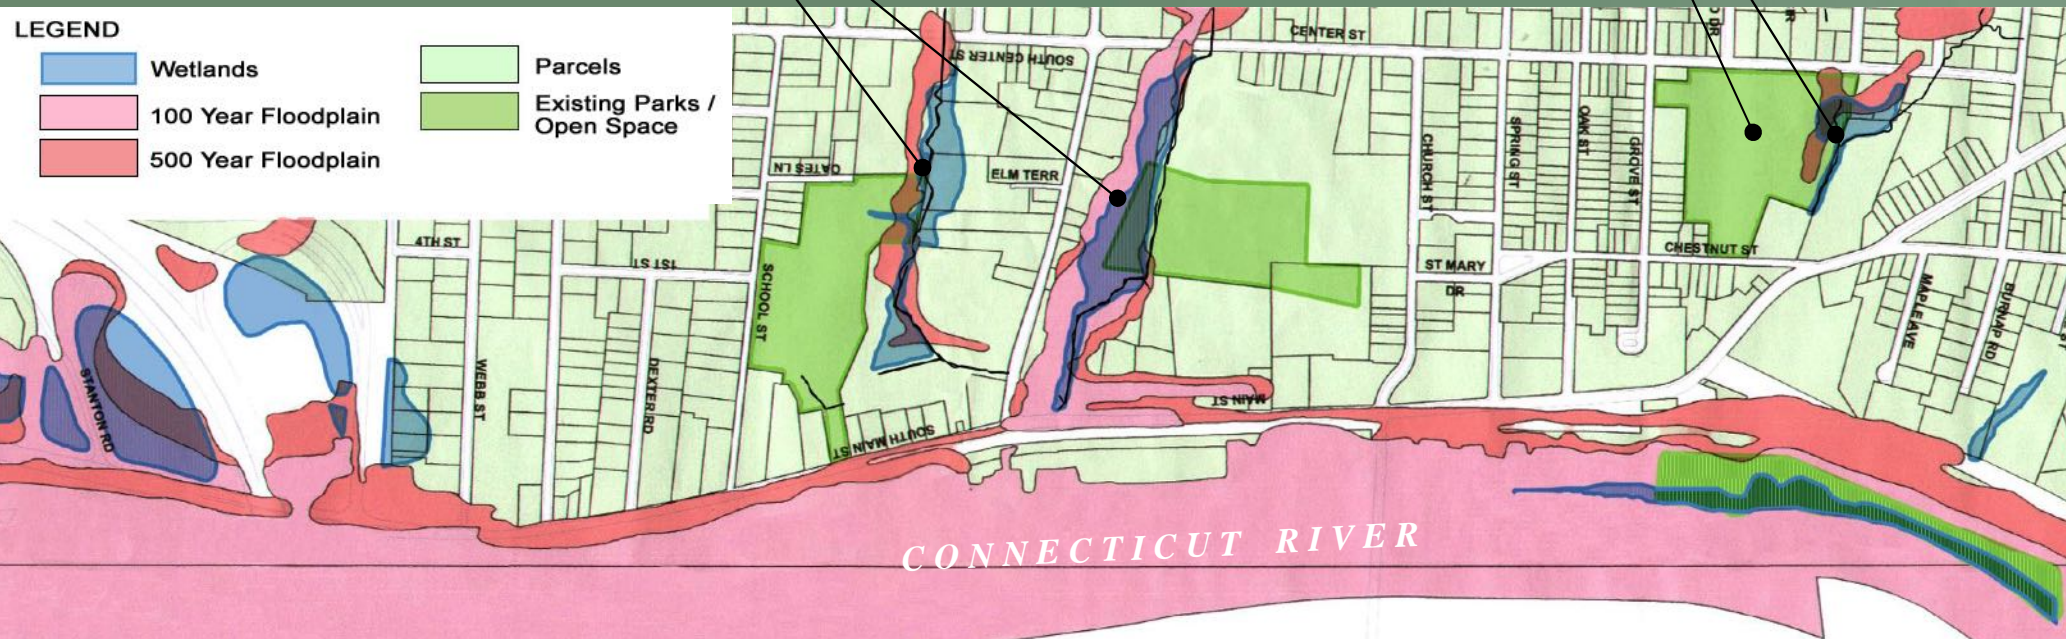 LEGEND
Wetlands
100 Year Floodplain
500 Year Floodplain
Parcels
Existing Parks /
Open Space
CENTER ST
SOUTH CENTER ST
OATES LN
ELM TERR
4TH ST
1ST ST
SCHOOL ST
WEBB ST
DEXTER RD
STANTON RD
SOUTH MAIN ST
MAIN ST
CHURCH ST
SPRING ST
OAK ST
GROVE ST
ST MARY
DR
CHESTNUT ST
MAPLE AVE
BURNAP RD
CONNECTICUT RIVER